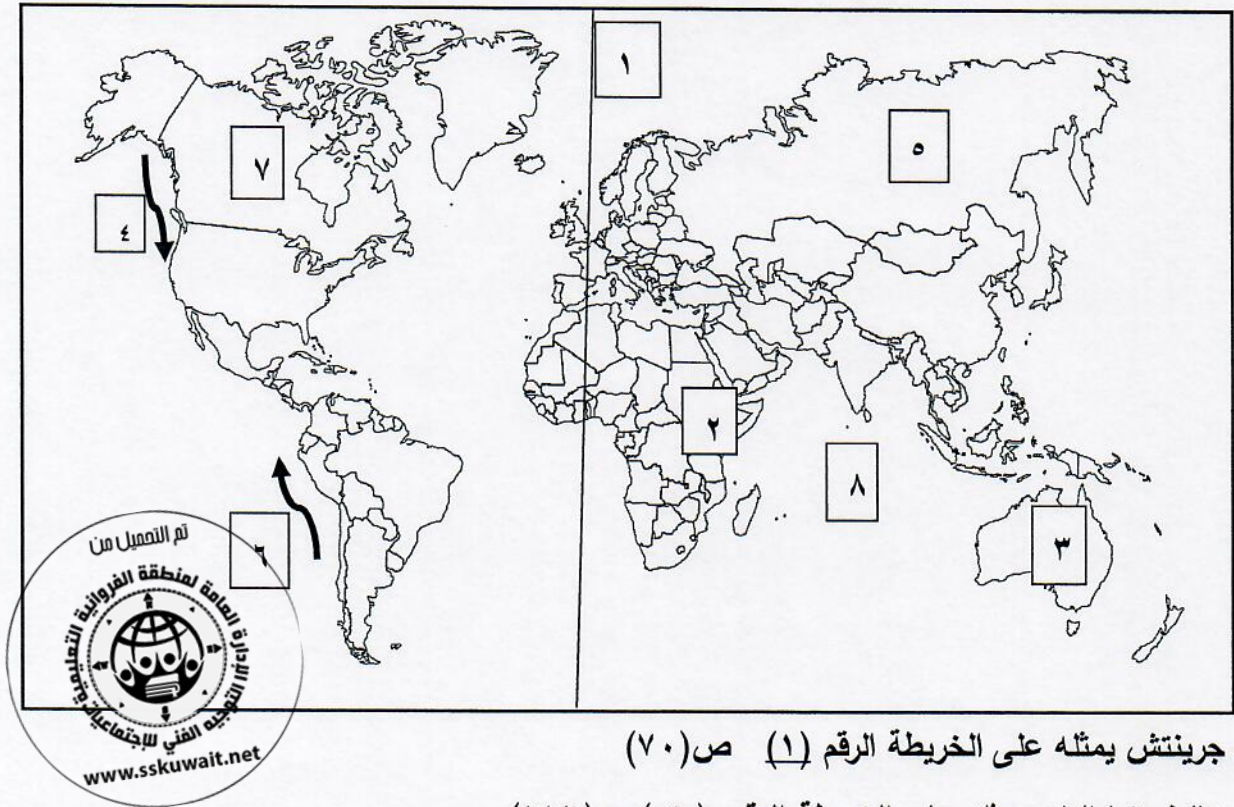 ١
٥
٧
٤
٢
٨
٣
٦
تم التحميل من
الإدارة العامة لمنطقة الفروانية التعليمية
التوجيه الفني للإجتماعيات
www.sskuwait.net
جرينتش يمثله على الخريطة الرقم (١) ص(٧٠)